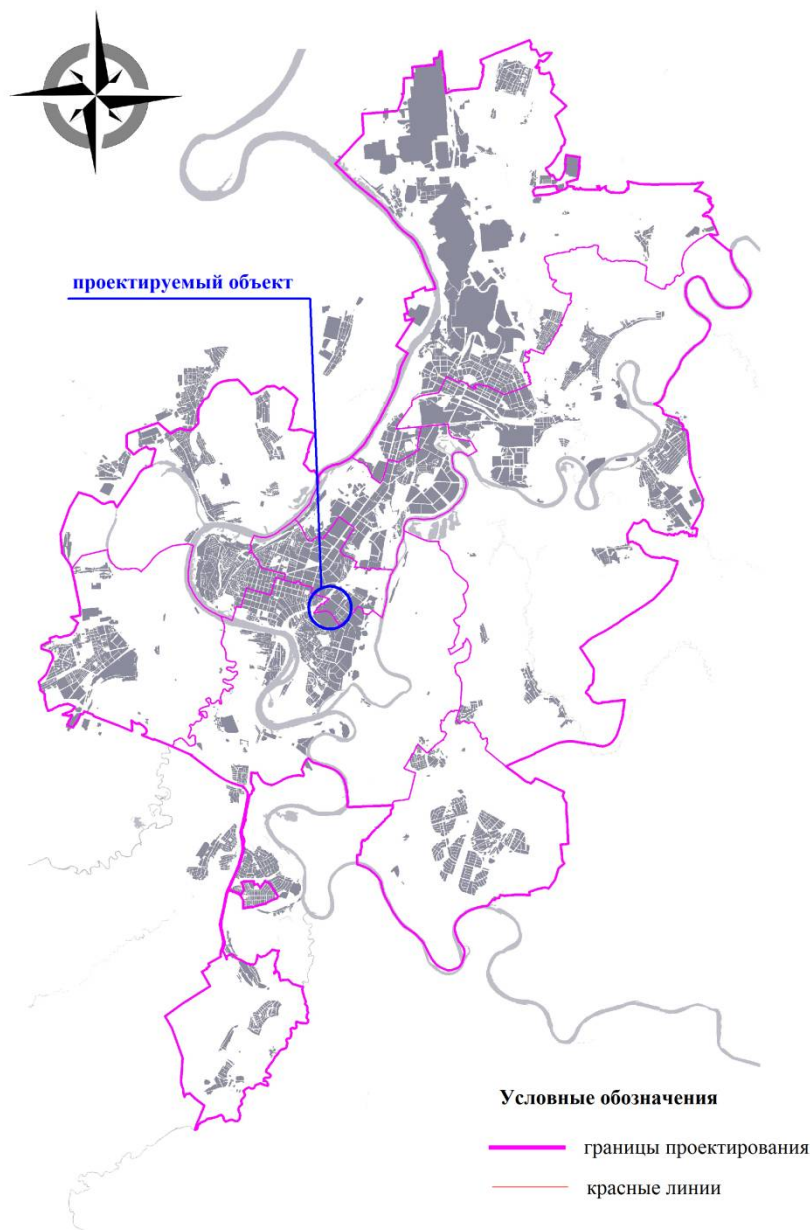 проектируемый объект
Условные обозначения
границы проектирования
красные линии